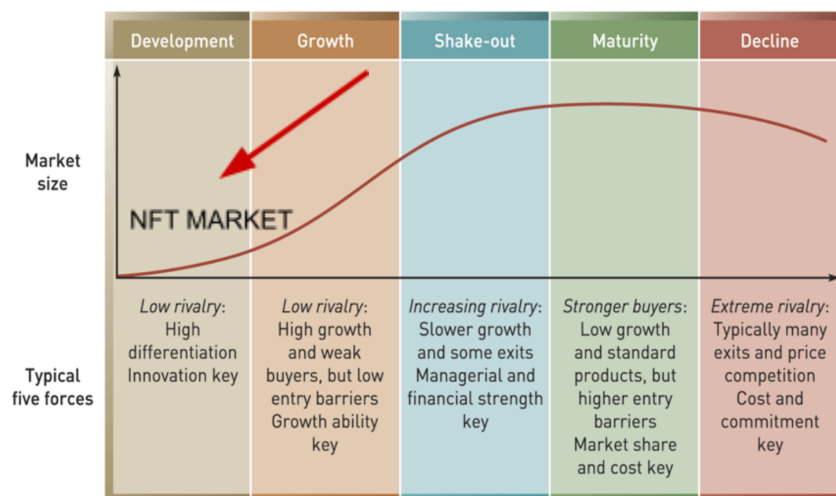 Development
Growth
Shake-out
Maturity
Decline
Market
size
NFT MARKET
Typical
five forces
Low rivalry:
High
differentiation
Innovation key
Low rivalry:
High growth
and weak
buyers, but low
entry barriers
Growth ability
key
Increasing rivalry:
Slower growth
and some exits
Managerial and
financial strength
key
Stronger buyers:
Low growth
and standard
products, but
higher entry
barriers
Market share
and cost key
Extreme rivalry:
Typically many
exits and price
competition
Cost and
commitment
key